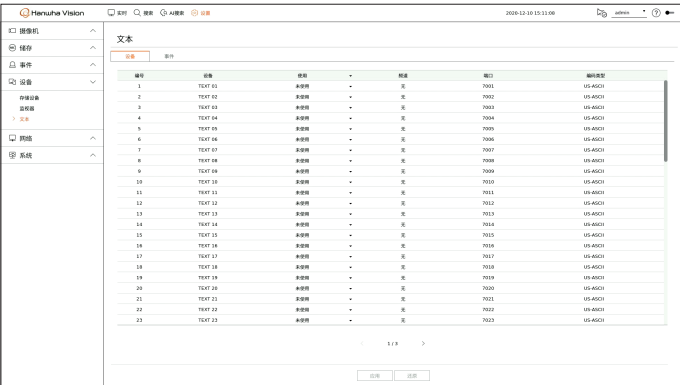 Hanwha Vision 实时 搜索 AI搜索 设置 2020-12-10 15:11:08 admin
摄像机
储存
事件
设备
存储设备
监视器
文本
网络
系统
文本
设备 事件
编号 设备 使用 频道 端口 编码类型
1 TEXT 01 未使用 无 7001 US-ASCII
2 TEXT 02 未使用 无 7002 US-ASCII
3 TEXT 03 未使用 无 7003 US-ASCII
4 TEXT 04 未使用 无 7004 US-ASCII
5 TEXT 05 未使用 无 7005 US-ASCII
6 TEXT 06 未使用 无 7006 US-ASCII
7 TEXT 07 未使用 无 7007 US-ASCII
8 TEXT 08 未使用 无 7008 US-ASCII
9 TEXT 09 未使用 无 7009 US-ASCII
10 TEXT 10 未使用 无 7010 US-ASCII
11 TEXT 11 未使用 无 7011 US-ASCII
12 TEXT 12 未使用 无 7012 US-ASCII
13 TEXT 13 未使用 无 7013 US-ASCII
14 TEXT 14 未使用 无 7014 US-ASCII
15 TEXT 15 未使用 无 7015 US-ASCII
16 TEXT 16 未使用 无 7016 US-ASCII
17 TEXT 17 未使用 无 7017 US-ASCII
18 TEXT 18 未使用 无 7018 US-ASCII
19 TEXT 19 未使用 无 7019 US-ASCII
20 TEXT 20 未使用 无 7020 US-ASCII
21 TEXT 21 未使用 无 7021 US-ASCII
22 TEXT 22 未使用 无 7022 US-ASCII
23 TEXT 23 未使用 无 7023 US-ASCII
1 / 3
应用